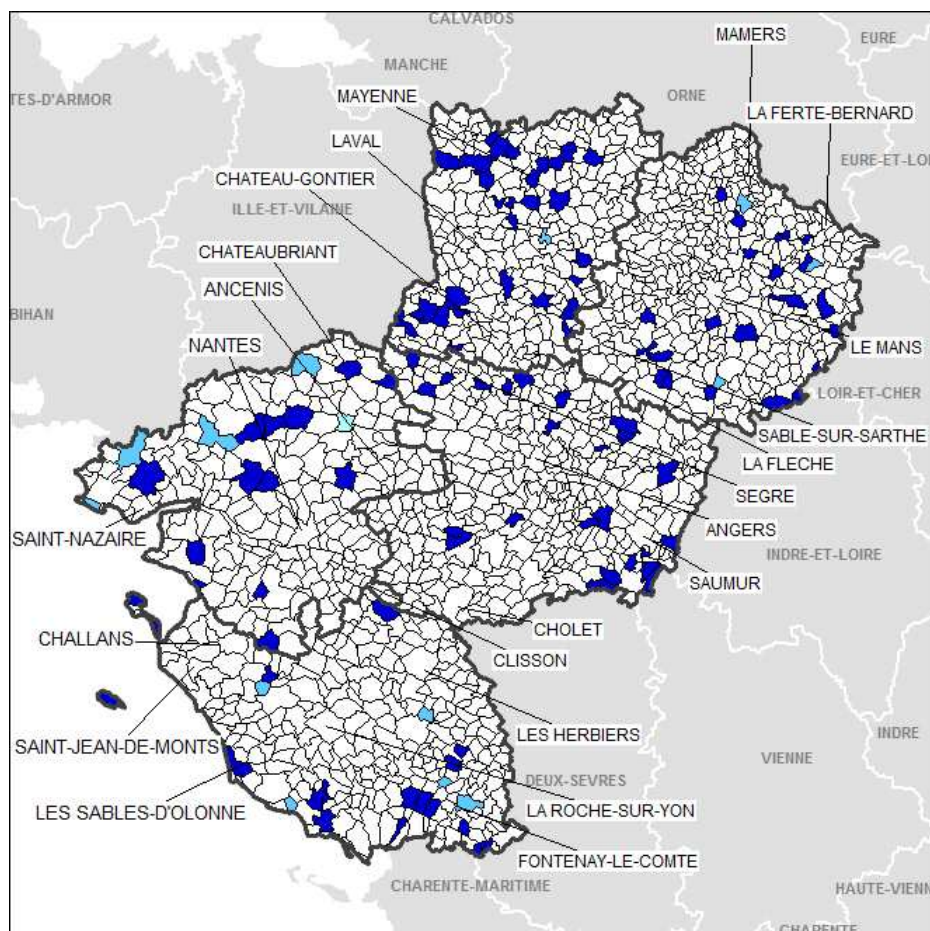 CALVADOS
MAMERS
EURE
MANCHE
TES-D'ARMOR
MAYENNE
ORNE
LA FERTE-BERNARD
LAVAL
EURE-ET-LOI
CHATEAU-GONTIER
ILLE-ET-VILAINE
CHATEAUBRIANT
ANCENIS
BIHAN
NANTES
LE MANS
LOIR-ET-CHER
SABLE-SUR-SARTHE
LA FLECHE
SEGRE
SAINT-NAZAIRE
ANGERS
INDRE-ET-LOIRE
SAUMUR
CHOLET
CHALLANS
CLISSON
LES HERBIERS
INDRE
SAINT-JEAN-DE-MONTS
VIENNE
DEUX-SEVRES
LES SABLES-D'OLONNE
LA ROCHE-SUR-YON
FONTENAY-LE-COMTE
CHARENTE-MARITIME
HAUTE-VIENN
CHARENTE